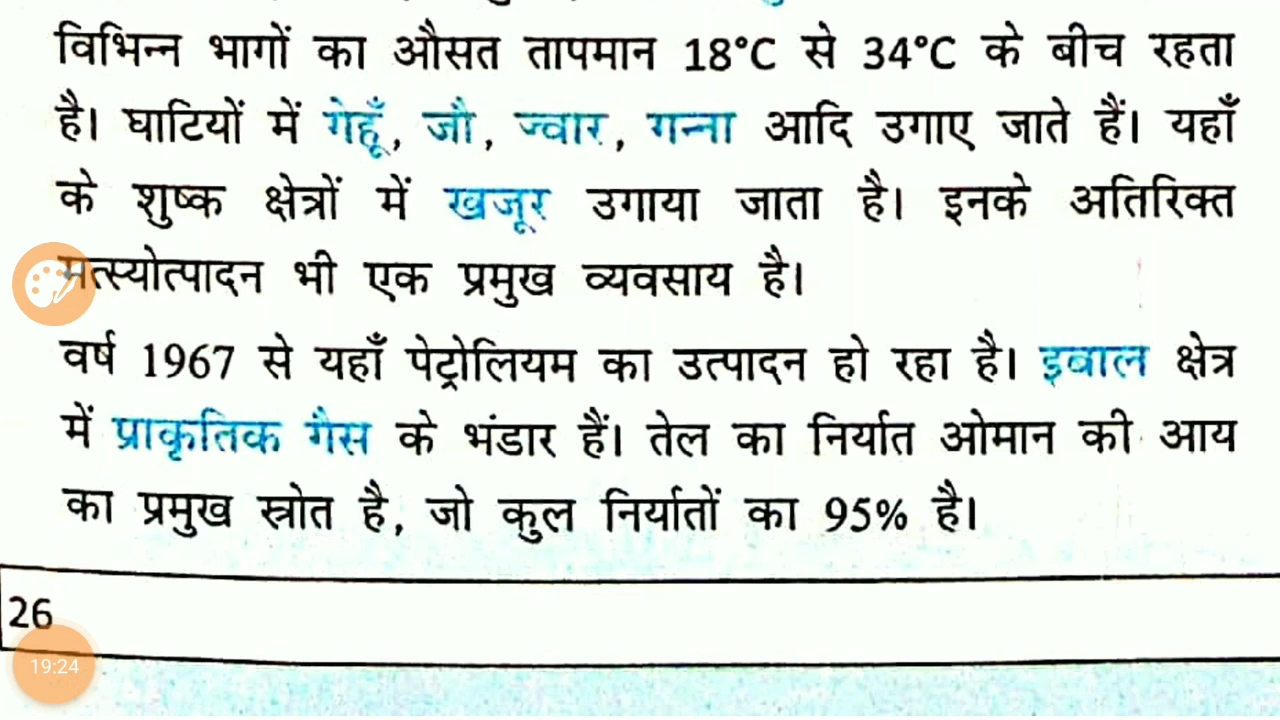 विभिन्न भागों का औसत तापमान 18°C से 34°C के बीच रहता
है। घाटियों में गेहूँ, जौ, ज्वार, गन्ना आदि उगाए जाते हैं। यहाँ
के शुष्क क्षेत्रों में खजूर उगाया जाता है। इनके अतिरिक्त
मत्स्योत्पादन भी एक प्रमुख व्यवसाय है।
वर्ष 1967 से यहाँ पेट्रोलियम का उत्पादन हो रहा है। इबाल क्षेत्र
में प्राकृतिक गैस के भंडार हैं। तेल का निर्यात ओमान की आय
का प्रमुख स्रोत है, जो कुल निर्यातों का 95% है।
26
19:24